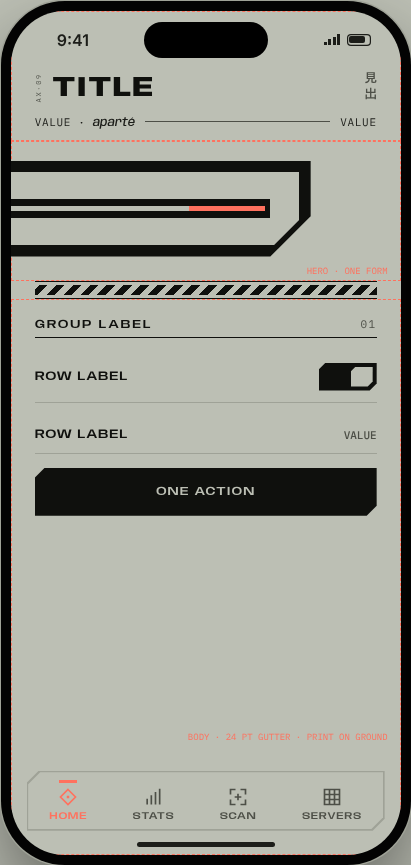 9:41
AX·09
TITLE
見出
VALUE · aparté
VALUE
HERO · ONE FORM
GROUP LABEL
01
ROW LABEL
ROW LABEL
VALUE
ONE ACTION
BODY · 24 PT GUTTER · PRINT ON GROUND
HOME
STATS
SCAN
SERVERS